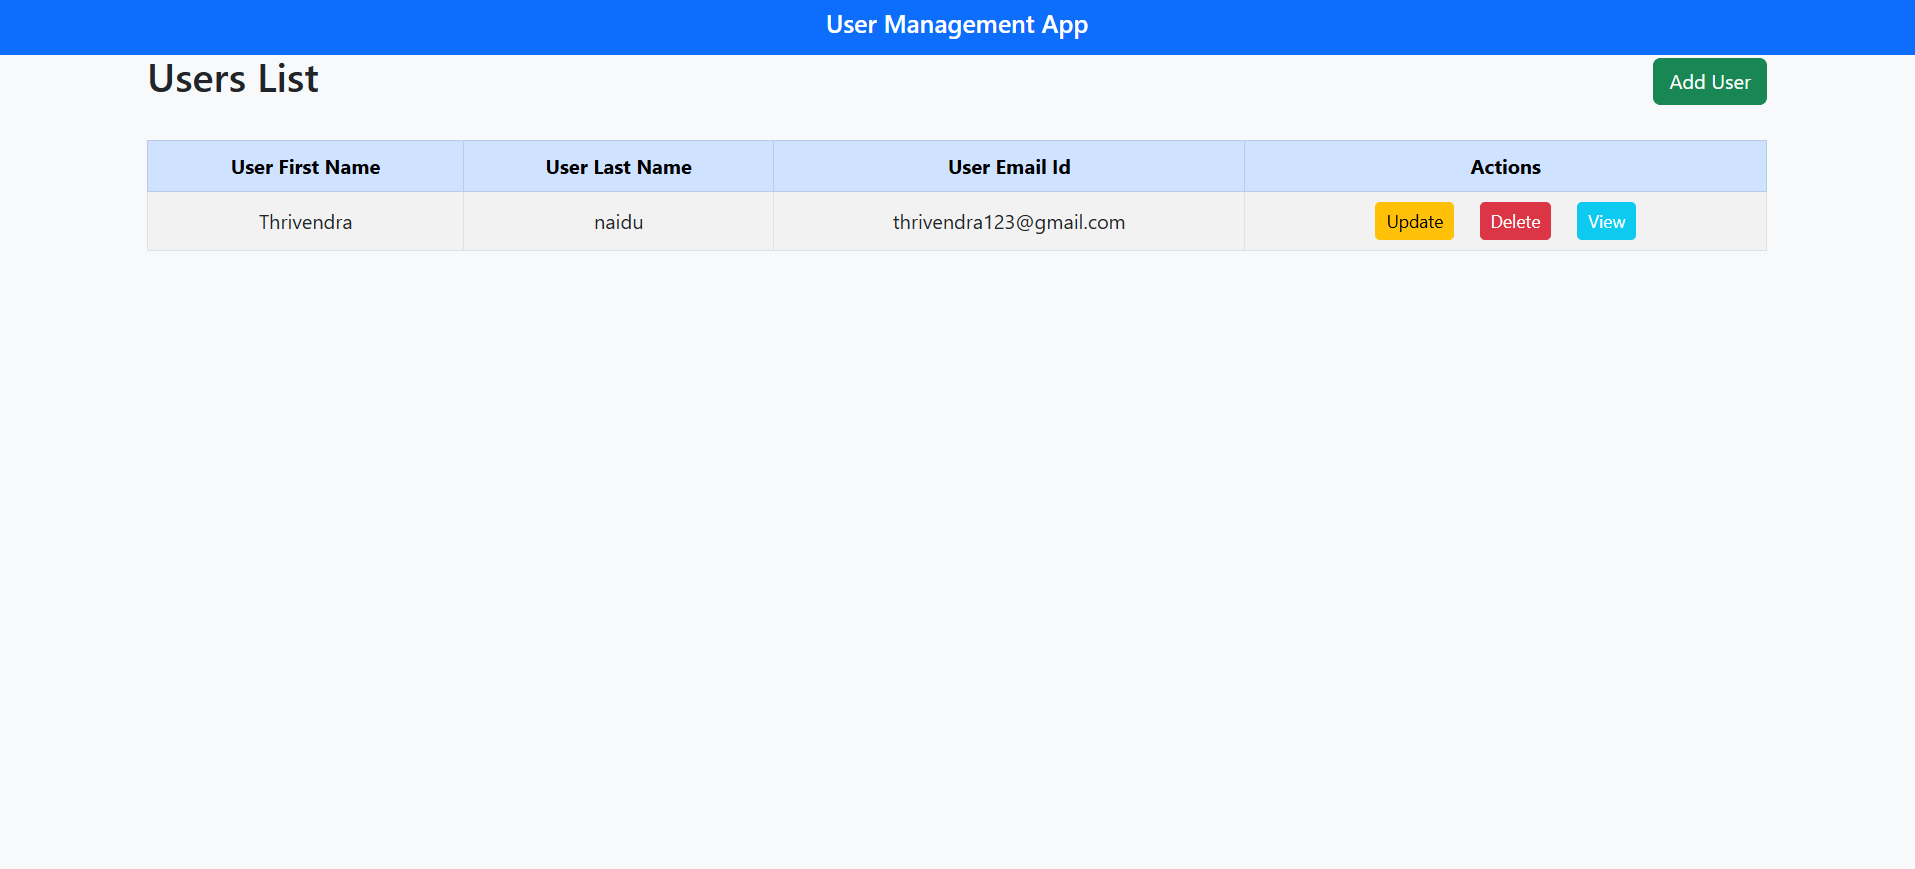 User Management App
Users List Add User
User First Name User Last Name User Email Id Actions
Thrivendra naidu thrivendra123@gmail.com Update Delete View